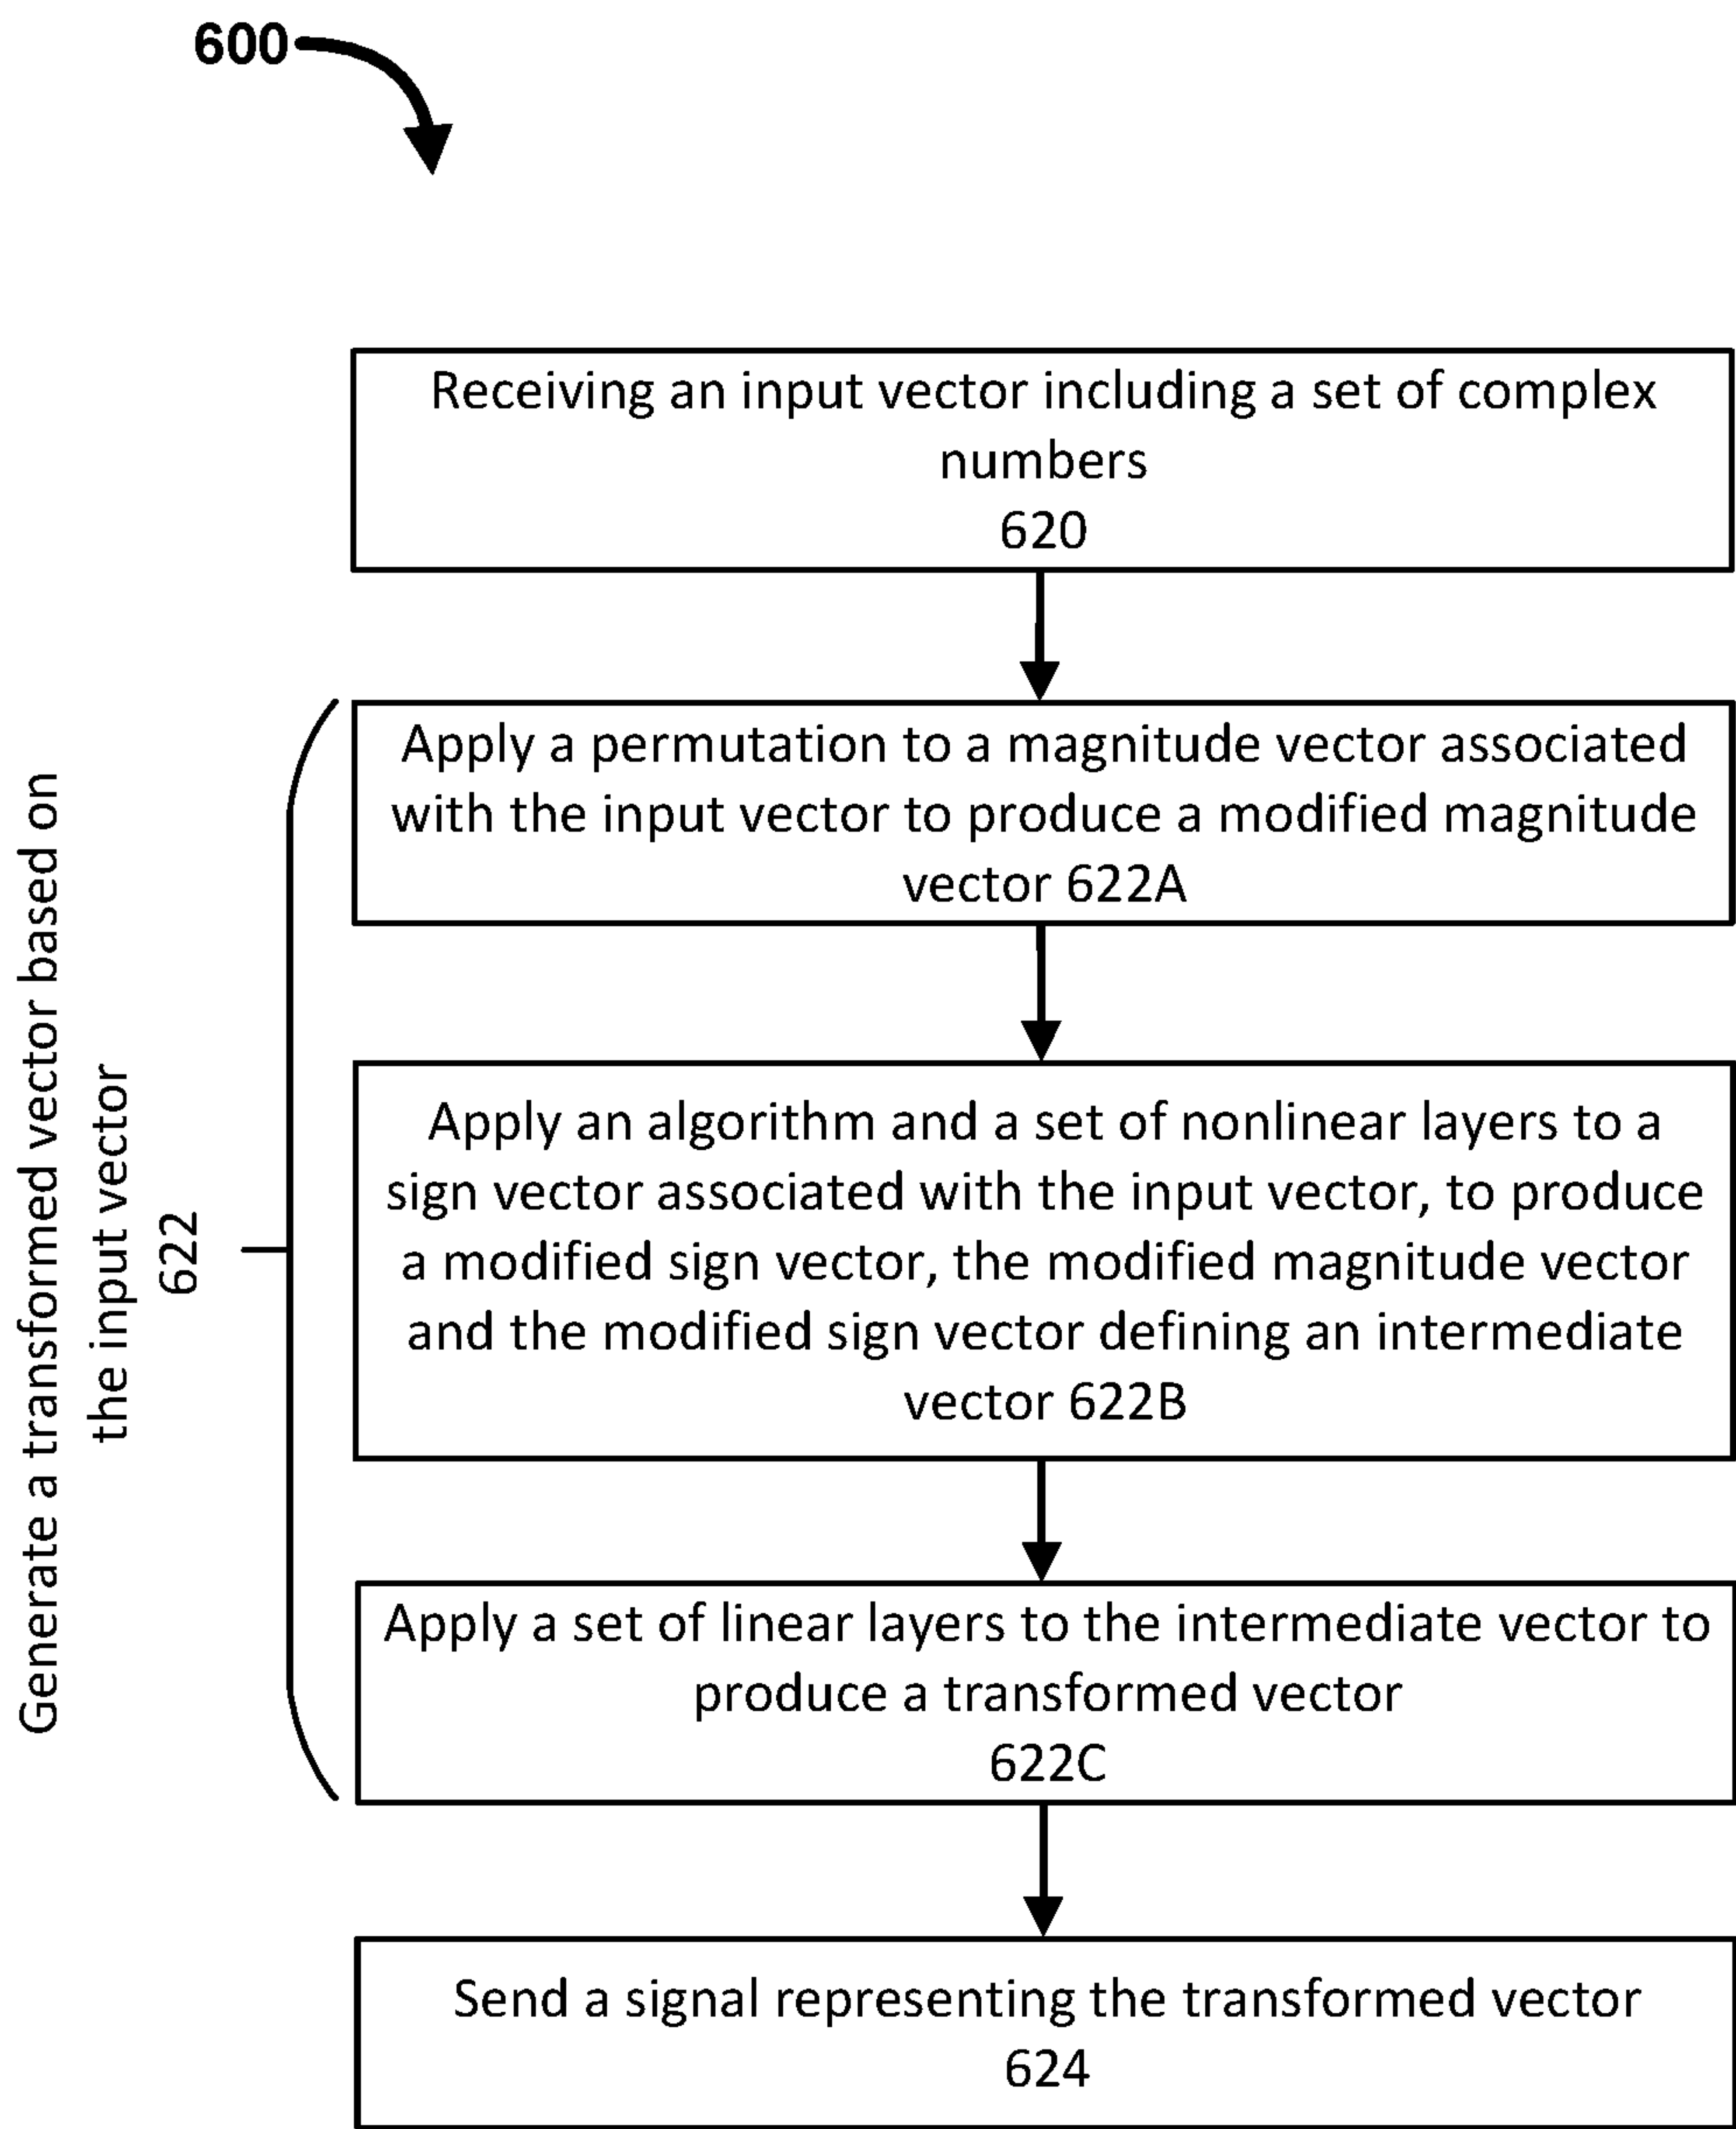 600
Receiving an input vector including a set of complex
numbers
620
Generate a transformed vector based on
the input vector
622
Apply a permutation to a magnitude vector associated
with the input vector to produce a modified magnitude
vector 622A
Apply an algorithm and a set of nonlinear layers to a
sign vector associated with the input vector, to produce
a modified sign vector, the modified magnitude vector
and the modified sign vector defining an intermediate
vector 622B
Apply a set of linear layers to the intermediate vector to
produce a transformed vector
622C
Send a signal representing the transformed vector
624